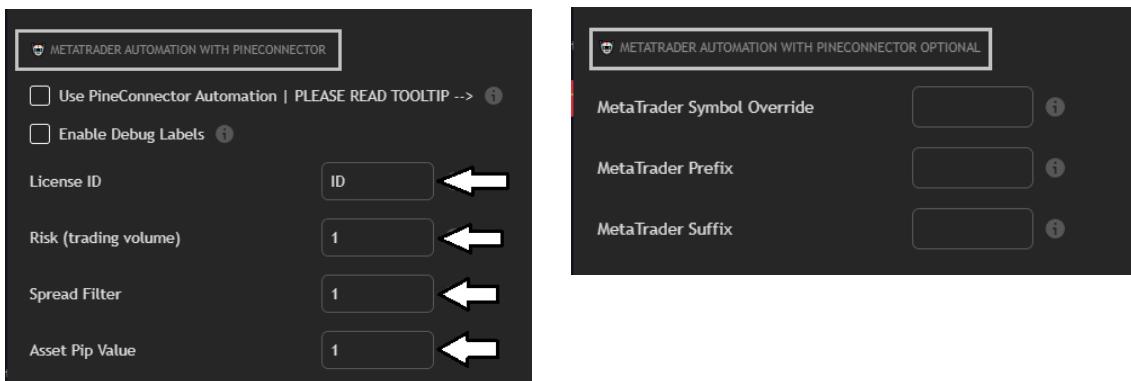 METATRADER AUTOMATION WITH PINECONNECTOR
Use PineConnector Automation | PLEASE READ TOOLTIP -->
Enable Debug Labels
License ID ID
Risk (trading volume) 1
Spread Filter 1
Asset Pip Value 1
METATRADER AUTOMATION WITH PINECONNECTOR OPTIONAL
MetaTrader Symbol Override
MetaTrader Prefix
MetaTrader Suffix